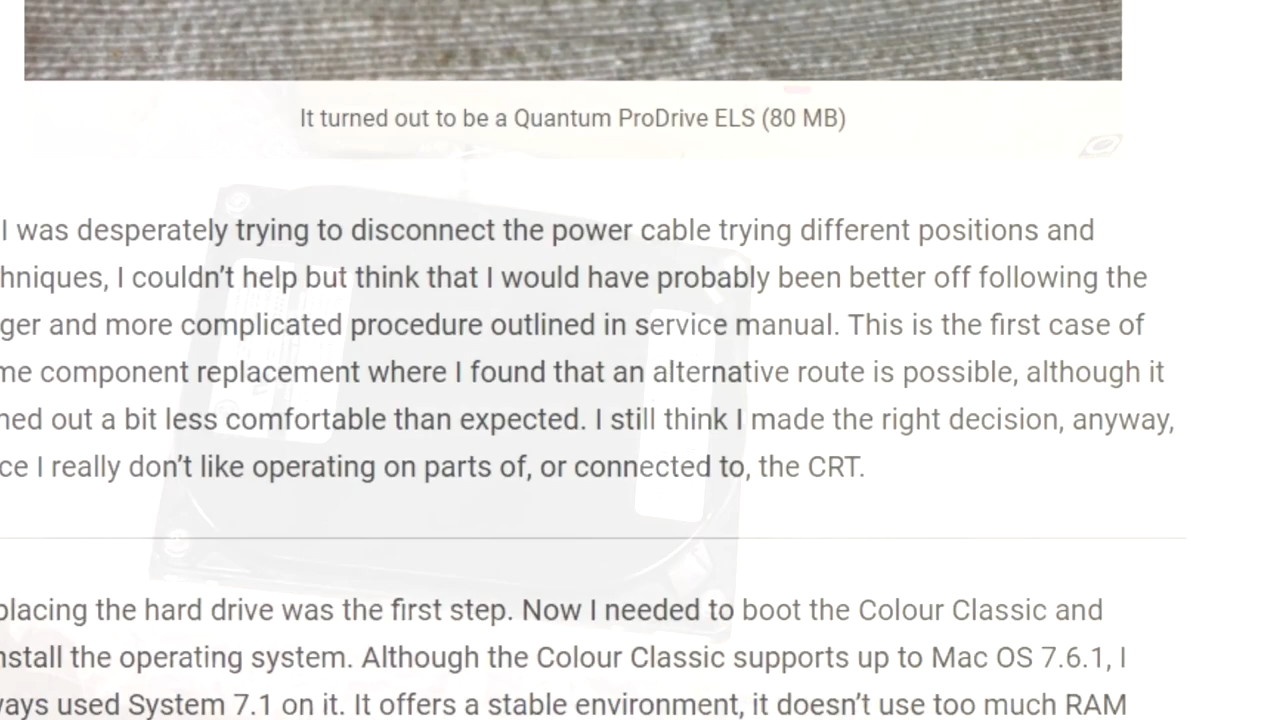 It turned out to be a Quantum ProDrive ELS (80 MB)
I was desperately trying to disconnect the power cable trying different positions and
hniques, I couldn’t help but think that I would have probably been better off following the
ger and more complicated procedure outlined in service manual. This is the first case of
me component replacement where I found that an alternative route is possible, although it
ned out a bit less comfortable than expected. I still think I made the right decision, anyway,
ce I really don’t like operating on parts of, or connected to, the CRT.
placing the hard drive was the first step. Now I needed to boot the Colour Classic and
nstall the operating system. Although the Colour Classic supports up to Mac OS 7.6.1, I
ways used System 7.1 on it. It offers a stable environment, it doesn’t use too much RAM